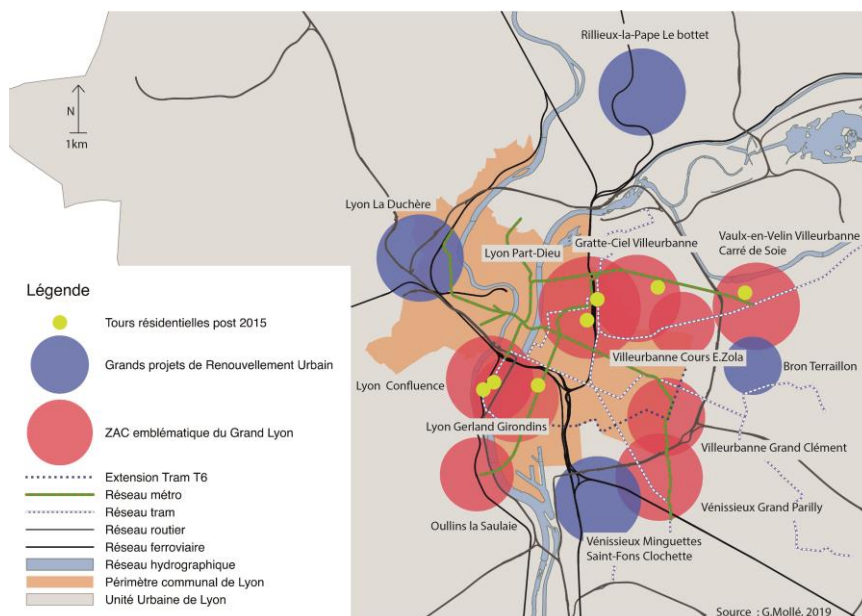 Rillieux-la-Pape Le bottet
N
1km
Lyon La Duchère
Lyon Part-Dieu
Gratte-Ciel Villeurbanne
Vaulx-en-Velin Villeurbanne
Carré de Soie
Légende
Tours résidentielles post 2015
Grands projets de Renouvellement Urbain
ZAC emblématique du Grand Lyon
Extension Tram T6
Réseau métro
Réseau tram
Réseau routier
Réseau ferroviaire
Réseau hydrographique
Périmètre communal de Lyon
Unité Urbaine de Lyon
Villeurbanne Cours E.Zola
Bron Terraillon
Lyon Confluence
Lyon Gerland Girondins
Villeurbanne Grand Clément
Oullins la Saulaie
Vénissieux Grand Parilly
Vénissieux Minguettes
Saint-Fons Clochette
Source : G.Mollé, 2019